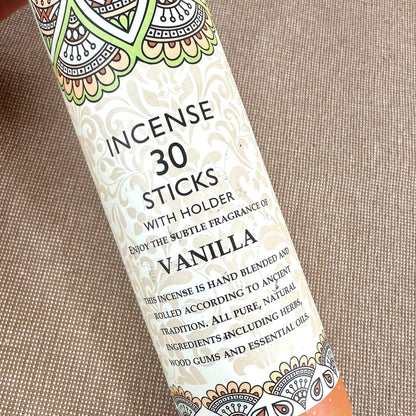 INCENSE
30
STICKS
WITH HOLDER
ENJOY THE SUBTLE FRAGRANCE OF
VANILLA
THIS INCENSE IS HAND BLENDED AND
ROLLED ACCORDING TO ANCIENT
TRADITION. ALL PURE, NATURAL
INGREDIENTS INCLUDING HERBS,
WOOD GUMS AND ESSENTIAL OILS.